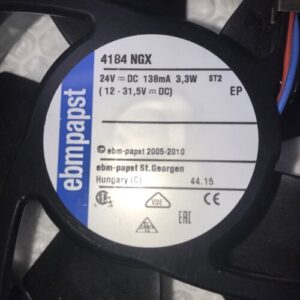 ebmpapst
4184 NGX
24V ⎓ DC 138mA 3,3W ST2
(12 - 31,5V ⎓ DC) EP
© ebm-papst 2005-2010
ebm-papst St.Georgen
Hungary (C) 44.15
VDE EAC CE